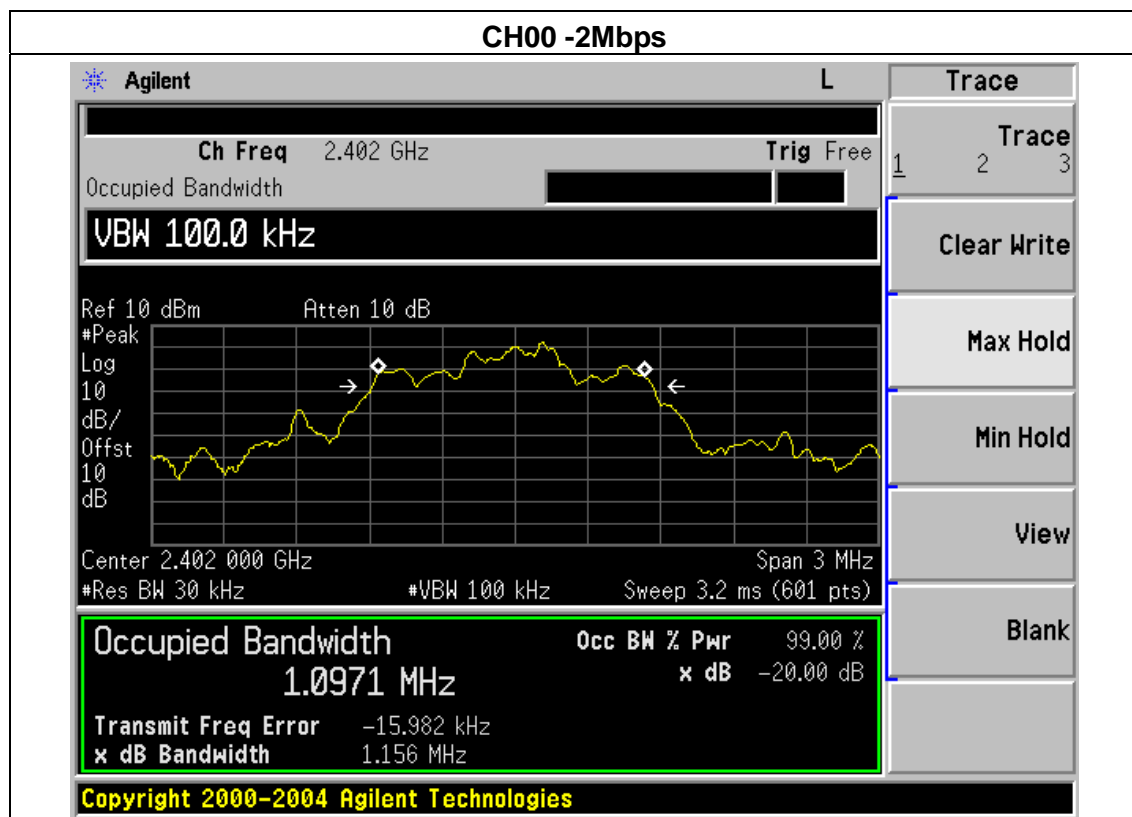 CH00 -2Mbps
Agilent L Trace
Ch Freq 2.402 GHz Trig Free
Occupied Bandwidth
VBW 100.0 kHz
Ref 10 dBm Atten 10 dB
#Peak
Log
10
dB/
Offst
10
dB
Center 2.402 000 GHz Span 3 MHz
#Res BW 30 kHz #VBW 100 kHz Sweep 3.2 ms (601 pts)
Occupied Bandwidth Occ BW % Pwr 99.00 %
1.0971 MHz x dB -20.00 dB
Transmit Freq Error -15.982 kHz
x dB Bandwidth 1.156 MHz
Copyright 2000-2004 Agilent Technologies
Trace
1 2 3
Clear Write
Max Hold
Min Hold
View
Blank